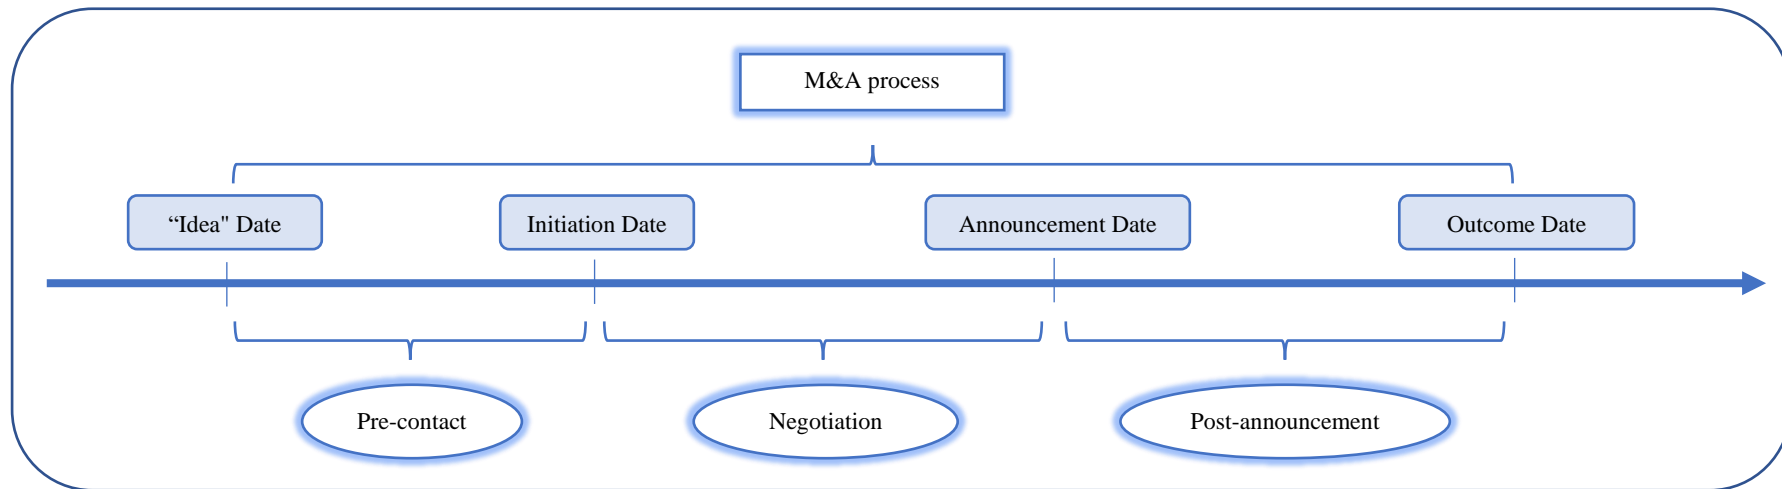 M&A process
“Idea" Date
Initiation Date
Announcement Date
Outcome Date
Pre-contact
Negotiation
Post-announcement